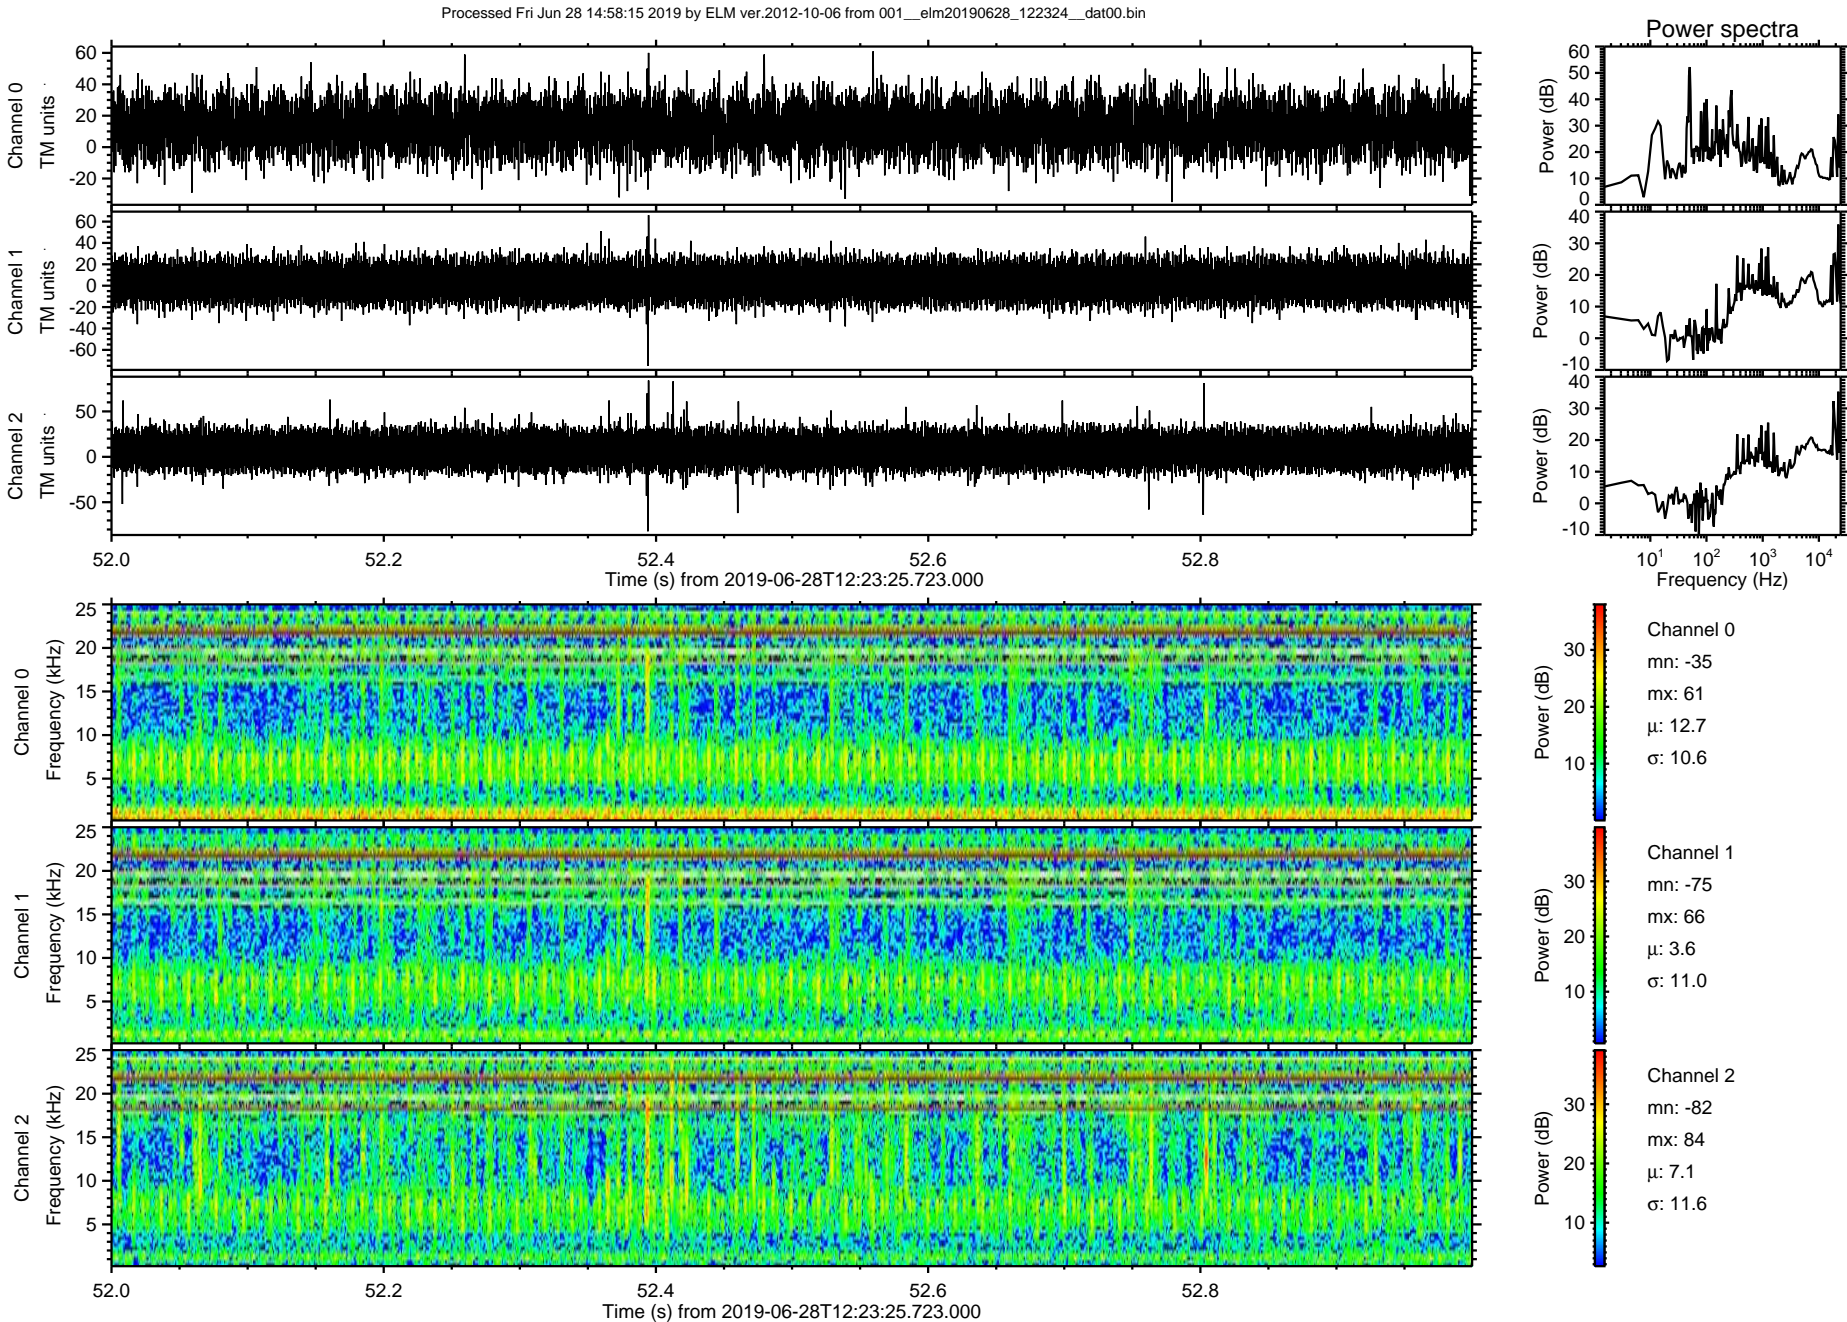 Processed Fri Jun 28 14:58:15 2019 by ELM ver.2012-10-06 from 001__elm20190628_122324__dat00.bin
Power spectra
Channel 0
TM units
60
40
20
0
-20
Power (dB)
60
50
40
30
20
10
0
Channel 1
TM units
60
40
20
0
-20
-40
-60
Power (dB)
40
30
20
10
0
-10
Channel 2
TM units
50
0
-50
Power (dB)
40
30
20
10
0
-10
52.0 52.2 52.4 52.6 52.8
Time (s) from 2019-06-28T12:23:25.723.000
10^1 10^2 10^3 10^4
Frequency (Hz)
Channel 0
Frequency (kHz)
25
20
15
10
5
Power (dB)
30
20
10
Channel 0
mn: -35
mx: 61
μ: 12.7
σ: 10.6
Channel 1
Frequency (kHz)
25
20
15
10
5
Power (dB)
30
20
10
Channel 1
mn: -75
mx: 66
μ: 3.6
σ: 11.0
Channel 2
Frequency (kHz)
25
20
15
10
5
Power (dB)
30
20
10
Channel 2
mn: -82
mx: 84
μ: 7.1
σ: 11.6
52.0 52.2 52.4 52.6 52.8
Time (s) from 2019-06-28T12:23:25.723.000